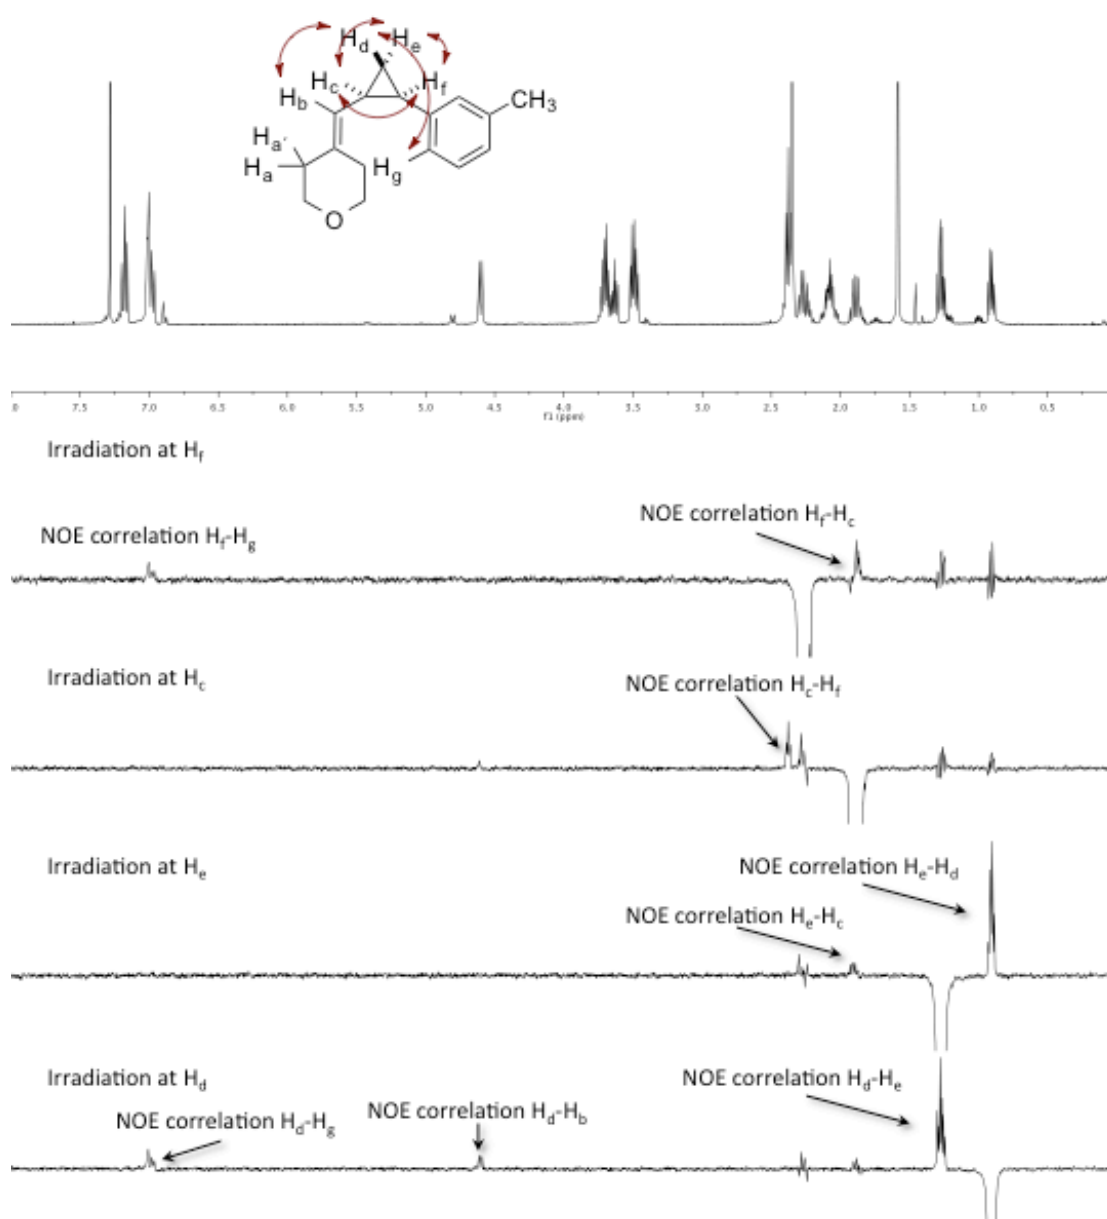 Hd He
Hc Hf
CH3
Hb
Ha'
Ha Hg
O
.0 7.5 7.0 6.5 6.0 5.5 5.0 4.5 4.0 3.5 3.0 2.5 2.0 1.5 1.0 0.5
f1 (ppm)
Irradiation at Hf
NOE correlation Hf-Hc
NOE correlation Hf-Hg
Irradiation at Hc
NOE correlation Hc-Hf
Irradiation at He
NOE correlation He-Hd
NOE correlation He-Hc
Irradiation at Hd
NOE correlation Hd-He
NOE correlation Hd-Hb
NOE correlation Hd-Hg